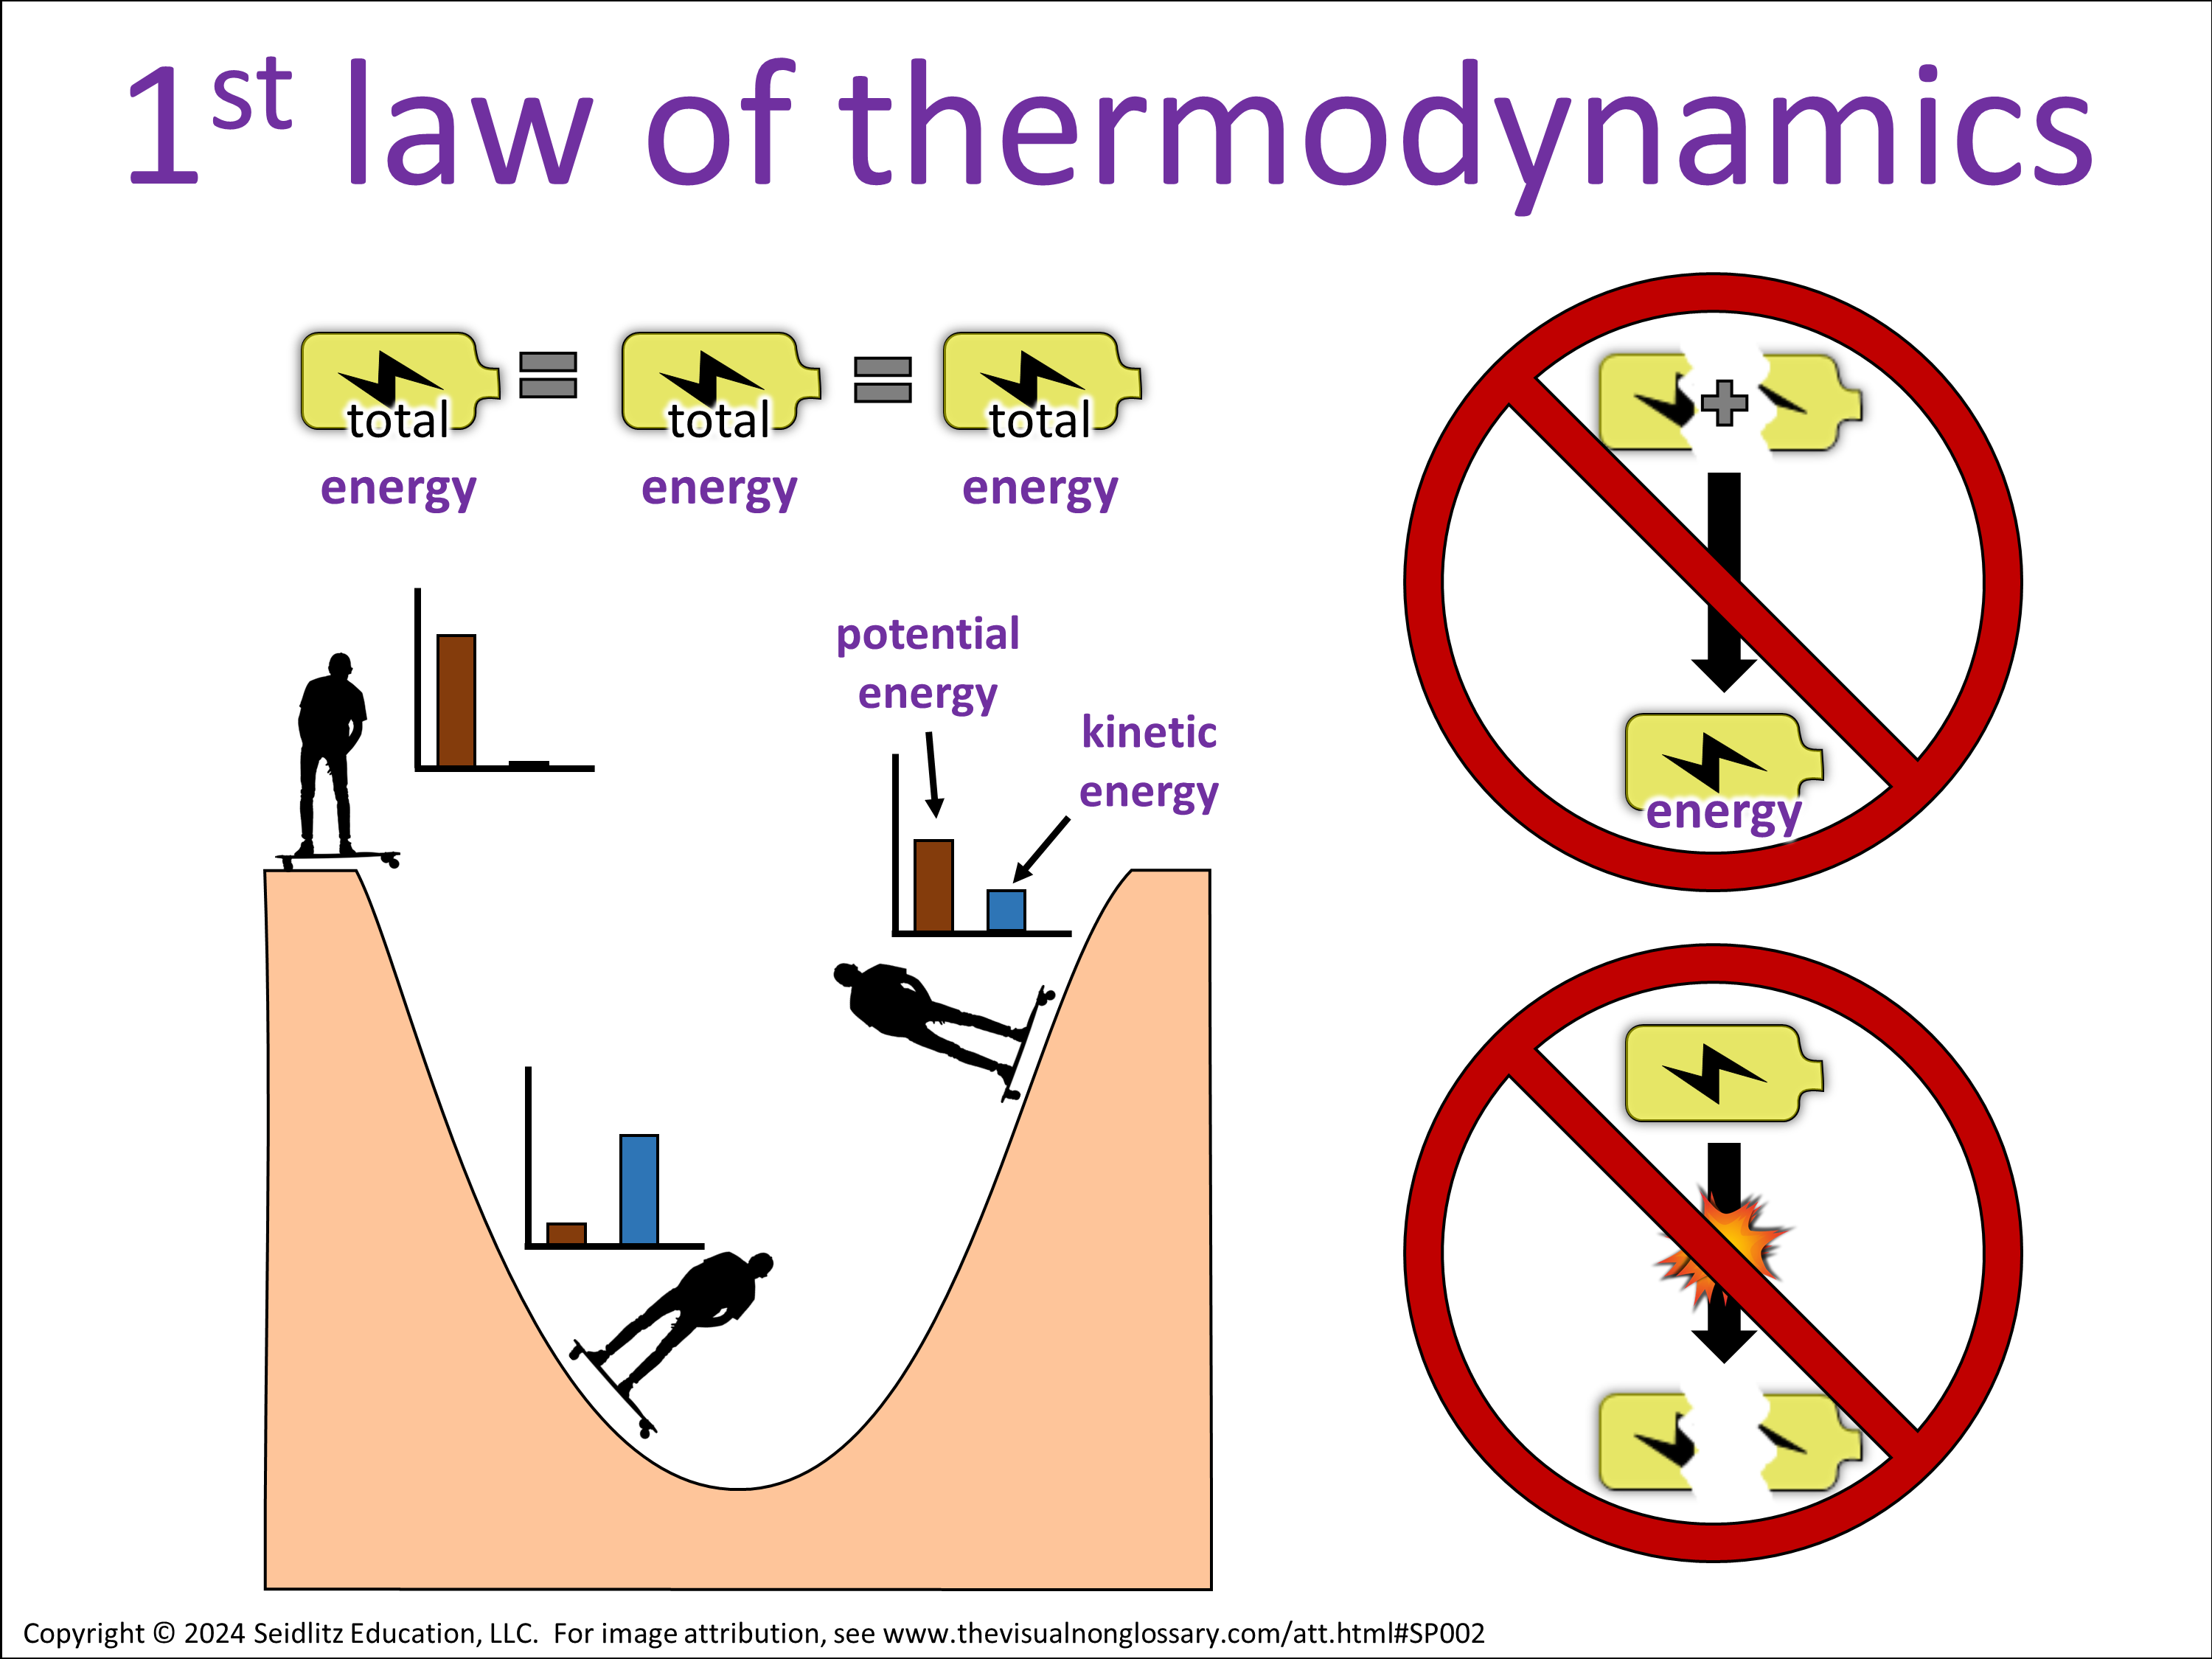 1st law of thermodynamics
total total total
energy energy energy
potential
energy
kinetic
energy
energy
Copyright © 2024 Seidlitz Education, LLC.  For image attribution, see www.thevisualnonglossary.com/att.html#SP002